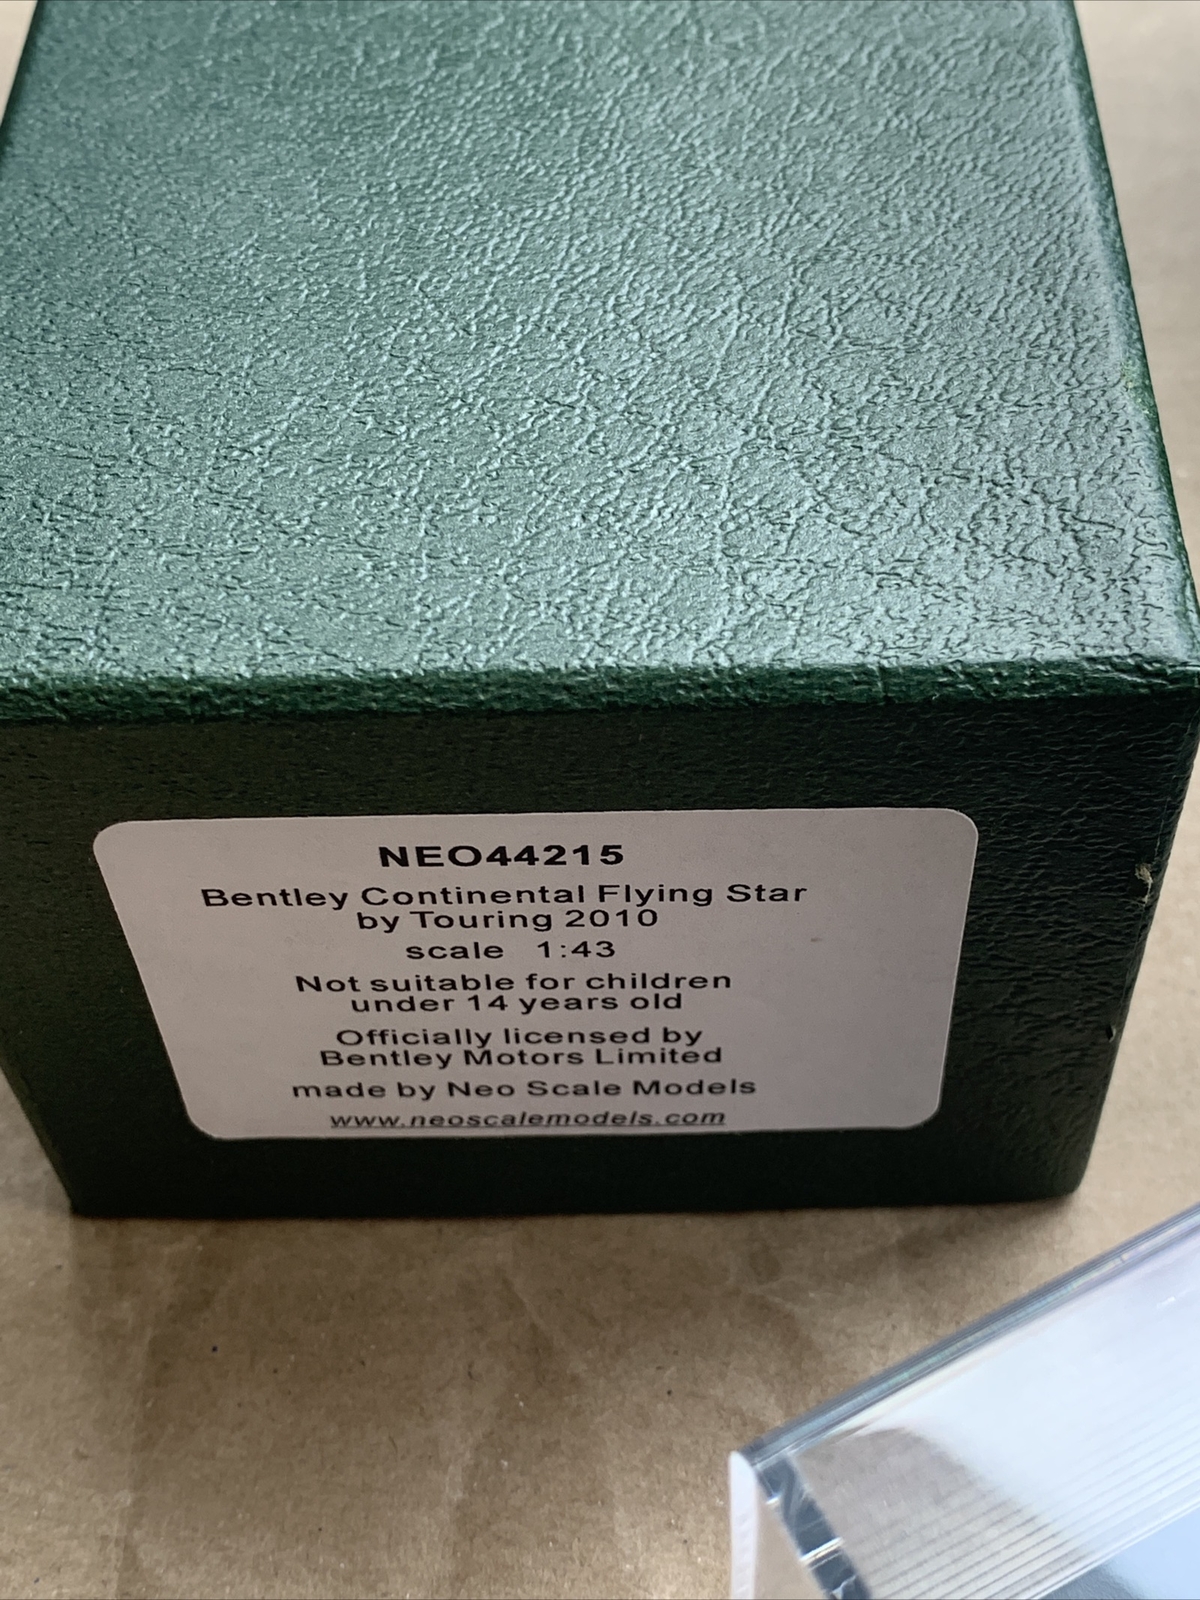 NEO44215
Bentley Continental Flying Star
by Touring 2010
scale 1:43
Not suitable for children
under 14 years old
Officially licensed by
Bentley Motors Limited
made by Neo Scale Models
www.neoscalemodels.com